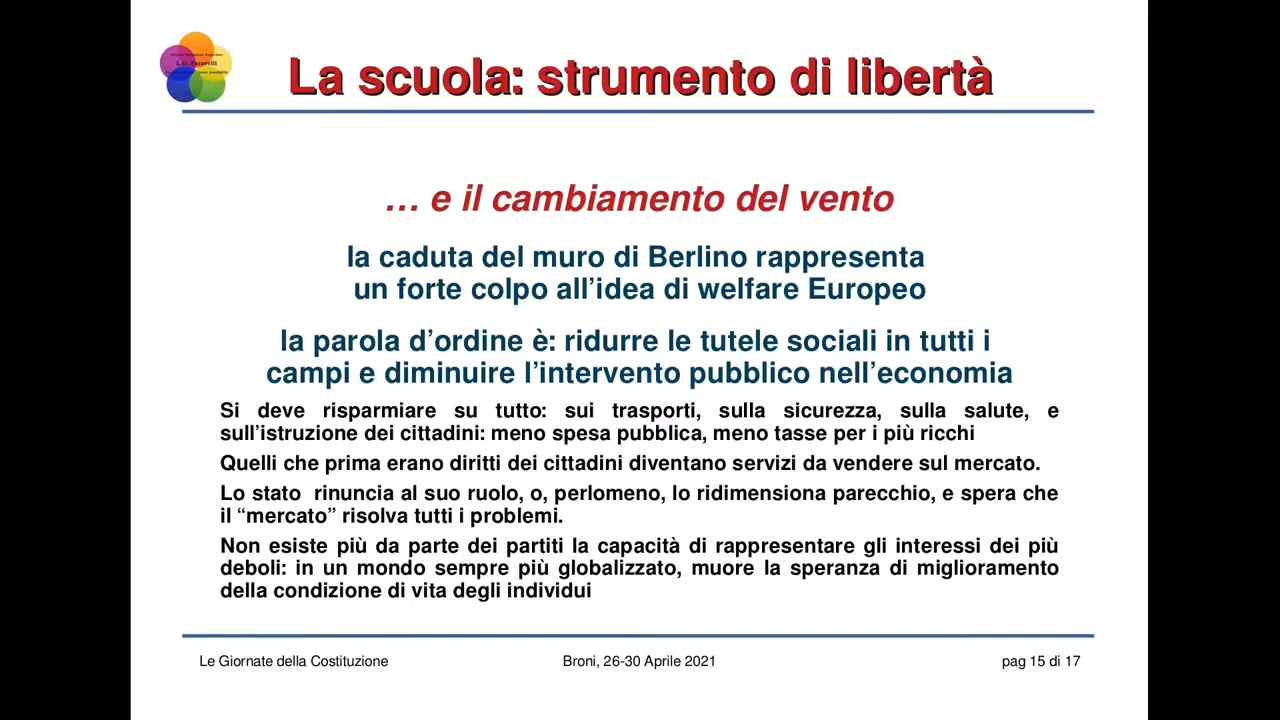 La scuola: strumento di libertà
L.G. Faravelli
… e il cambiamento del vento
la caduta del muro di Berlino rappresenta
un forte colpo all’idea di welfare Europeo
la parola d’ordine è: ridurre le tutele sociali in tutti i
campi e diminuire l’intervento pubblico nell’economia
Si deve risparmiare su tutto: sui trasporti, sulla sicurezza, sulla salute, e
sull’istruzione dei cittadini: meno spesa pubblica, meno tasse per i più ricchi
Quelli che prima erano diritti dei cittadini diventano servizi da vendere sul mercato.
Lo stato rinuncia al suo ruolo, o, perlomeno, lo ridimensiona parecchio, e spera che
il “mercato” risolva tutti i problemi.
Non esiste più da parte dei partiti la capacità di rappresentare gli interessi dei più
deboli: in un mondo sempre più globalizzato, muore la speranza di miglioramento
della condizione di vita degli individui
Le Giornate della Costituzione
Broni, 26-30 Aprile 2021
pag 15 di 17